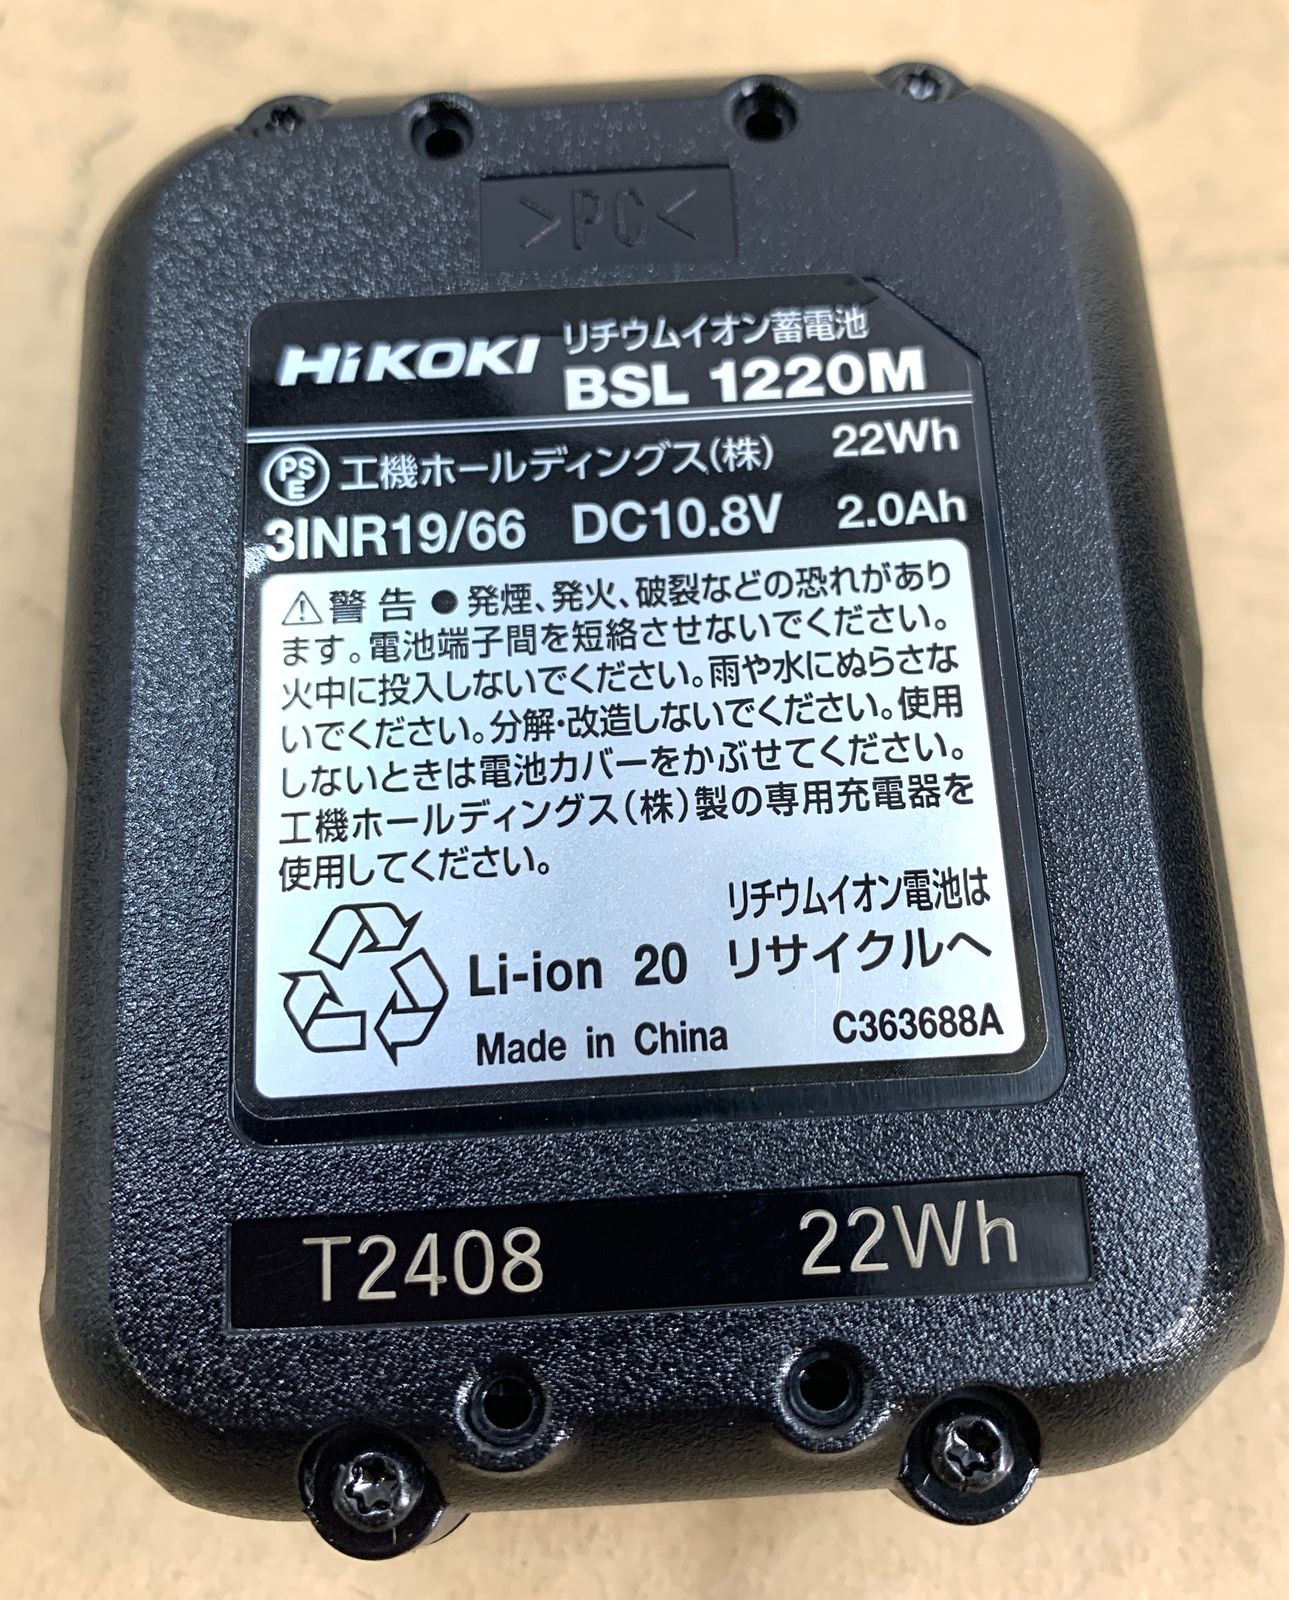 >PC<
HiKOKI リチウムイオン蓄電池
BSL 1220M
PSE 工機ホールディングス(株) 22Wh
3INR19/66 DC10.8V 2.0Ah
⚠警告 ●発煙、発火、破裂などの恐れがあり
ます。電池端子間を短絡させないでください。
火中に投入しないでください。雨や水にぬらさな
いでください。分解・改造しないでください。使用
しないときは電池カバーをかぶせてください。
工機ホールディングス(株)製の専用充電器を
使用してください。
リチウムイオン電池は
Li-ion 20 リサイクルへ
Made in China C363688A
T2408 22Wh